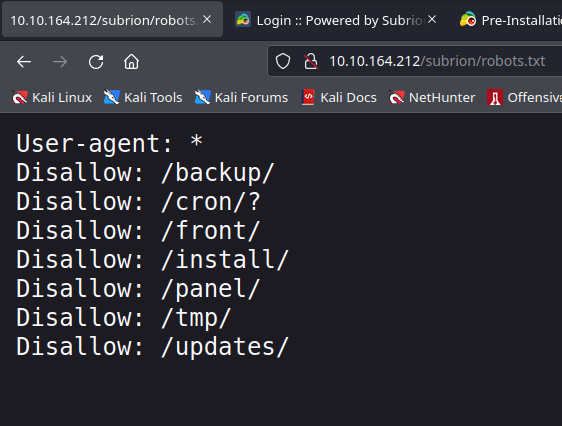 10.10.164.212/subrion/robots.
Login :: Powered by Subrio
Pre-Installati
10.10.164.212/subrion/robots.txt
Kali Linux Kali Tools Kali Forums Kali Docs NetHunter Offensive
User-agent: *
Disallow: /backup/
Disallow: /cron/?
Disallow: /front/
Disallow: /install/
Disallow: /panel/
Disallow: /tmp/
Disallow: /updates/